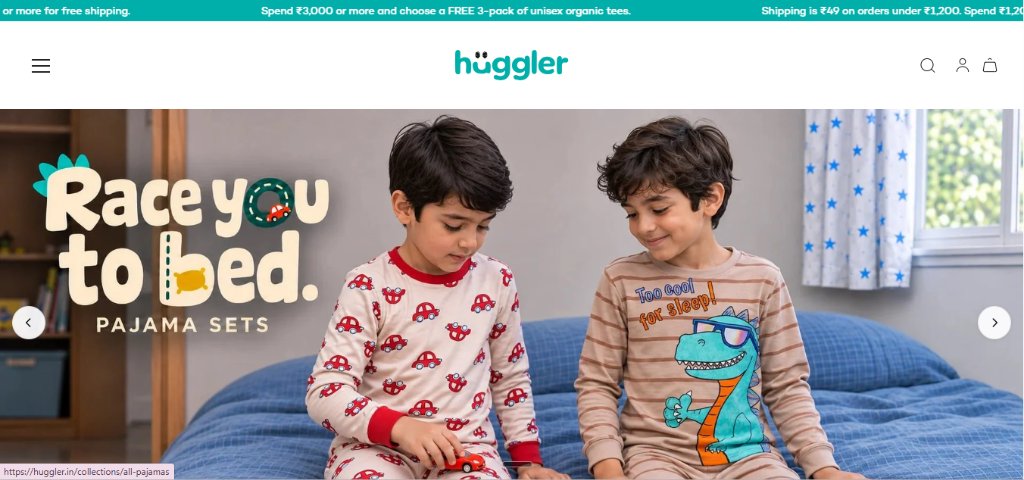 or more for free shipping.
Spend ₹3,000 or more and choose a FREE 3-pack of unisex organic tees.
Shipping is ₹49 on orders under ₹1,200. Spend ₹1,20
huggler
Race you
to bed.
PAJAMA SETS
Too cool
for sleep!
https://huggler.in/collections/all-pajamas